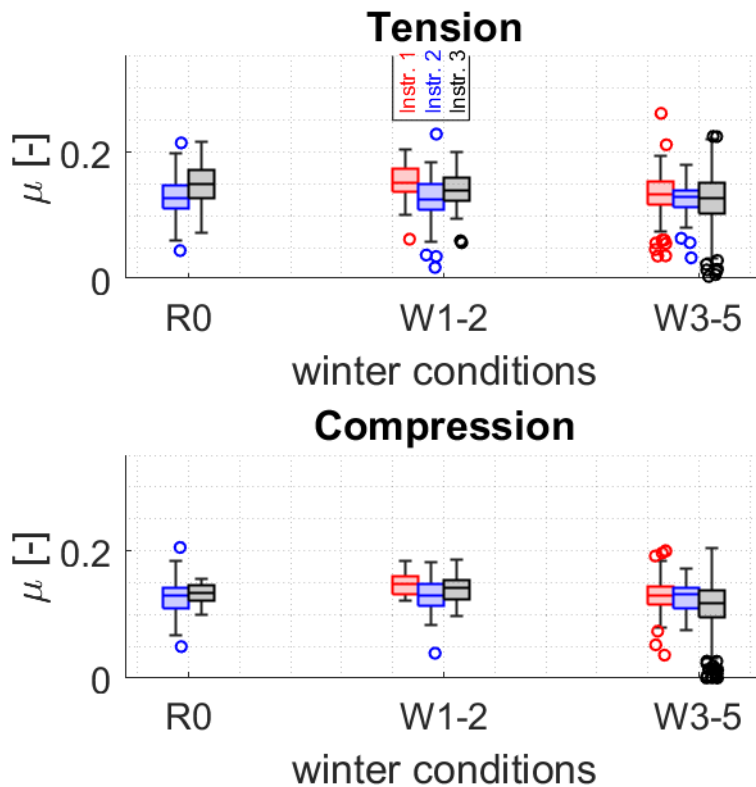 Tension
Instr. 1
Instr. 2
Instr. 3
μ [-]
0.2
0
R0 W1-2 W3-5
winter conditions
Compression
μ [-]
0.2
0
R0 W1-2 W3-5
winter conditions